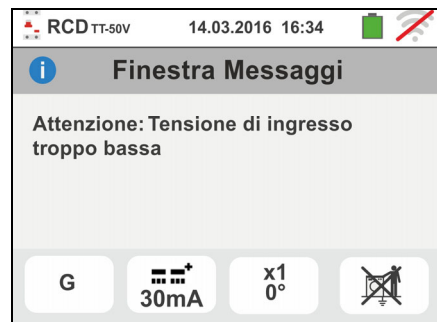 RCD TT-50V 14.03.2016 16:34
Finestra Messaggi
Attenzione: Tensione di ingresso
troppo bassa
G
30mA
x1
0°